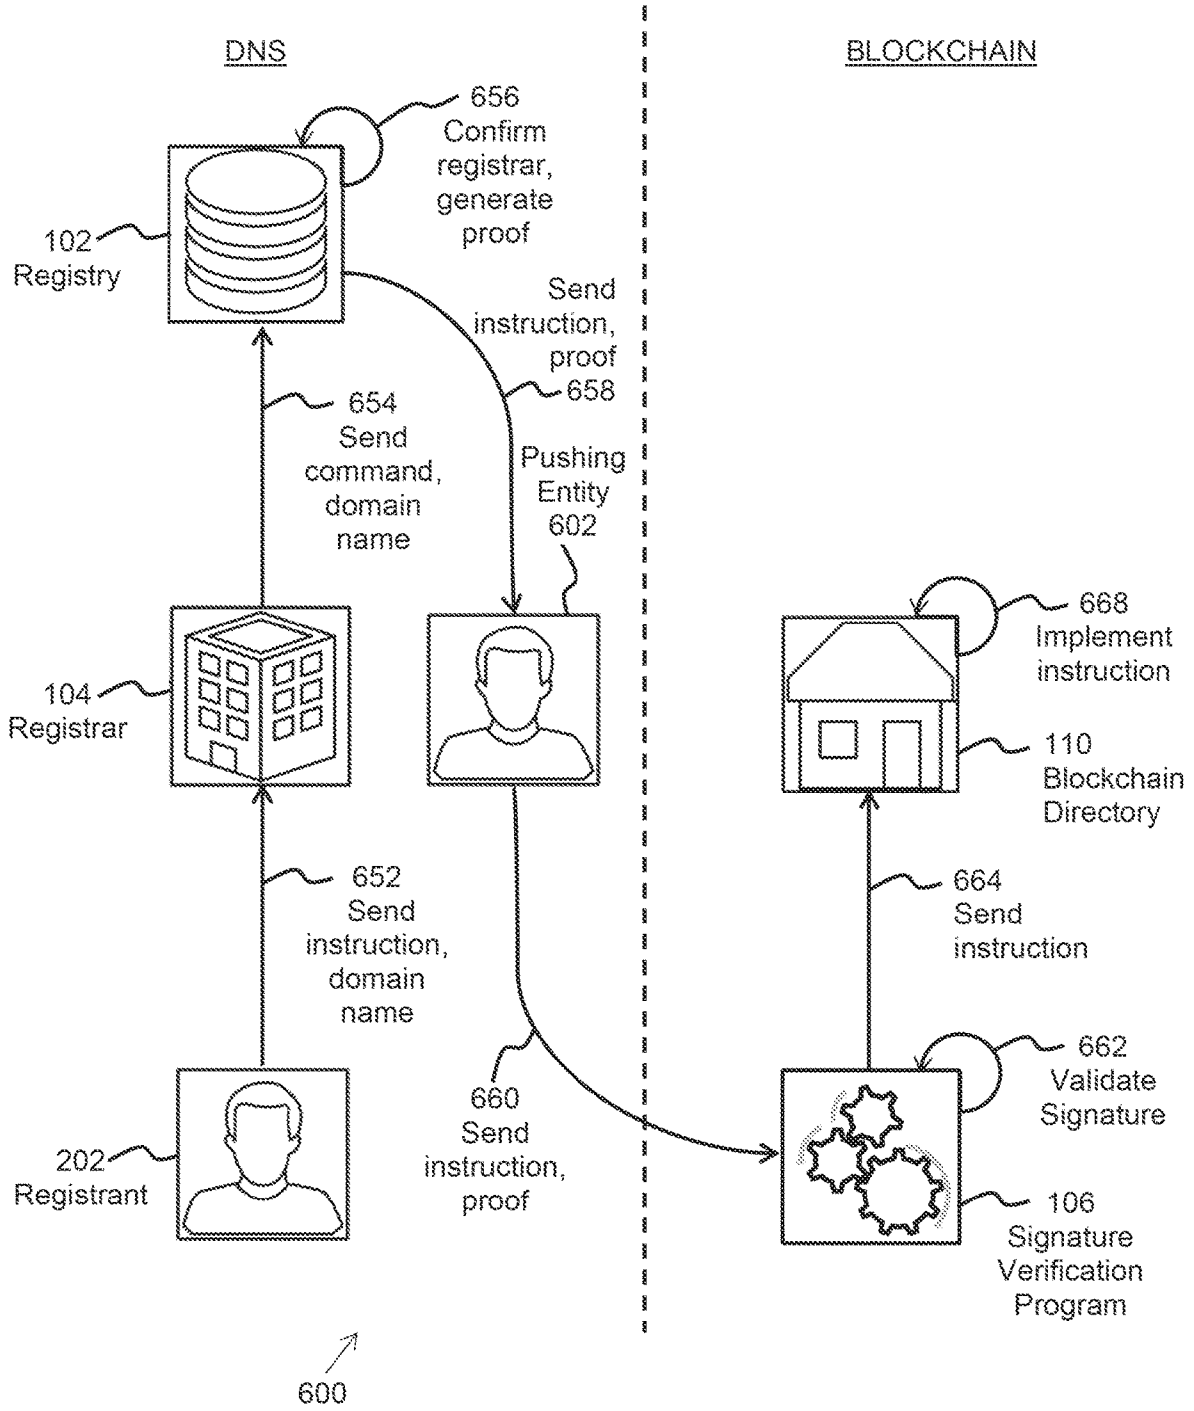 DNS
BLOCKCHAIN
656
Confirm
registrar,
generate
proof
102
Registry
Send
instruction,
proof
658
654
Send
command,
domain
name
Pushing
Entity
602
668
Implement
instruction
104
Registrar
110
Blockchain
Directory
652
Send
instruction,
domain
name
664
Send
instruction
662
Validate
Signature
660
Send
instruction,
proof
202
Registrant
106
Signature
Verification
Program
600